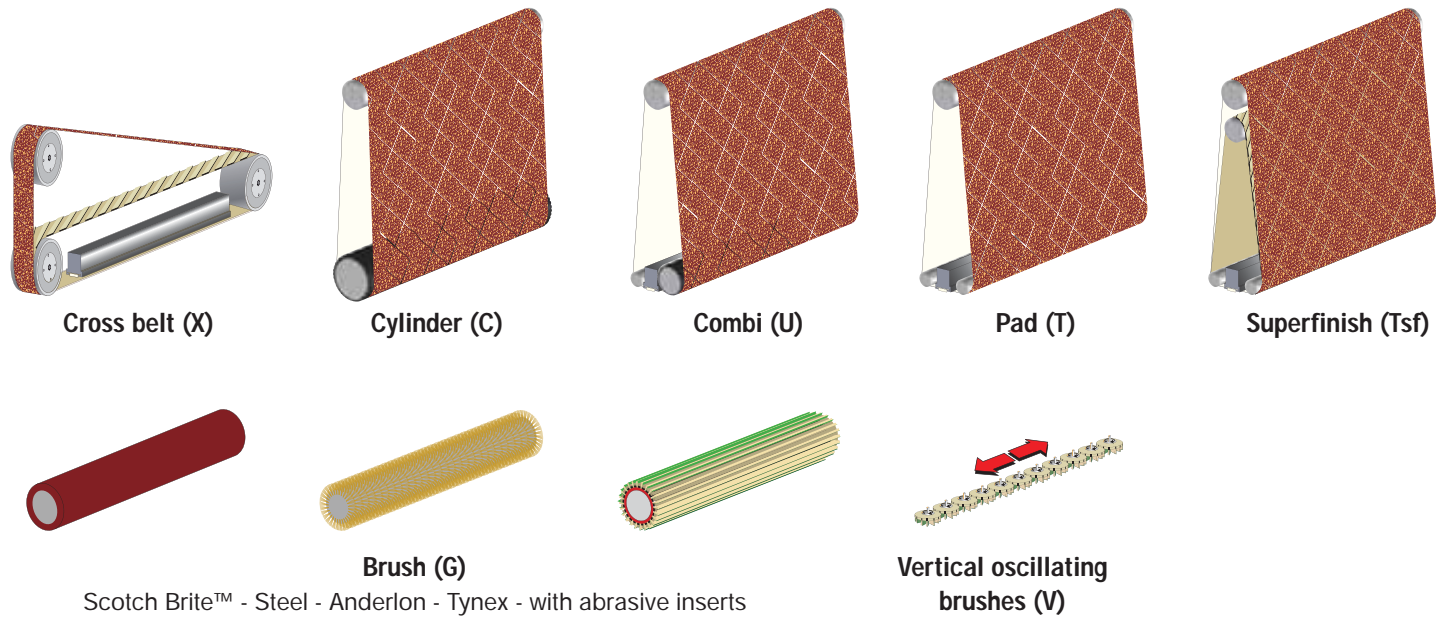 Cross belt (X)
Cylinder (C)
Combi (U)
Pad (T)
Superfinish (Tsf)
Brush (G)
Scotch Brite™ - Steel - Anderlon - Tynex - with abrasive inserts
Vertical oscillating
brushes (V)